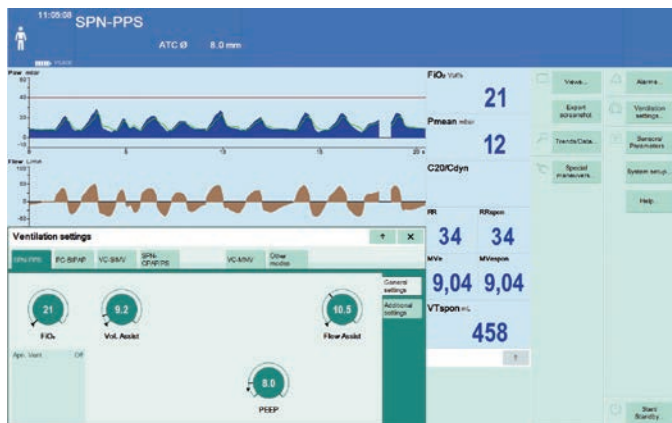 11:09:08
SPN-PPS
ATC Ø 8.0 mm
Paw mbar
FiO₂ Vol%
21
Pmean mbar
12
C20/Cdyn
Flow L/min
RR
34
RRspon
34
MVe
9,04
MVespon
9,04
VTspon mL
458
Views...
Export screenshot
Trends/Data...
Special maneuvers...
Alarms...
Ventilation settings...
Sensors/
Parameters
System setup...
Help...
Start/
Standby
Ventilation settings
SPN-PPS
PC-BIPAP
VC-SIMV
SPN-
CPAP/PS
VC-MMV
Other
modes
General
settings
Additional
settings
21
FiO₂
9.2
Vol. Assist
10.5
Flow Assist
8.0
PEEP
Apn. Vent. Off